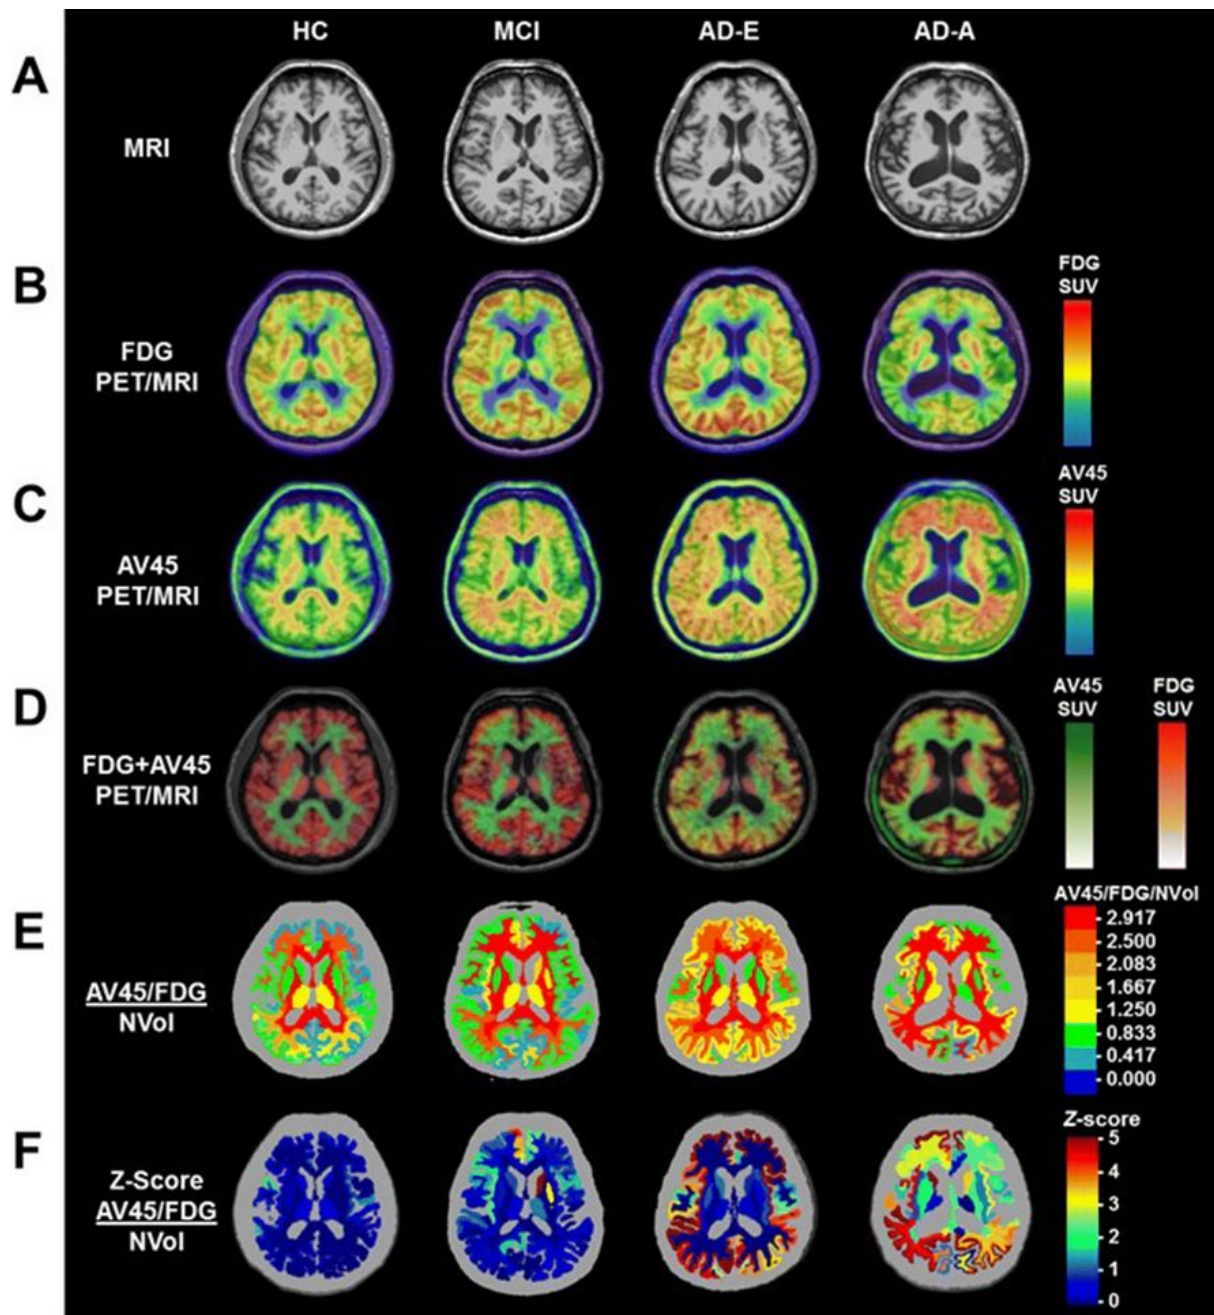 HC MCI AD-E AD-A
A
MRI
B
FDG
PET/MRI
FDG
SUV
C
AV45
PET/MRI
AV45
SUV
D
FDG+AV45
PET/MRI
AV45
SUV
FDG
SUV
E
AV45/FDG
NVol
AV45/FDG/NVol
2.917
2.500
2.083
1.667
1.250
0.833
0.417
0.000
F
Z-Score
AV45/FDG
NVol
Z-score
5
4
3
2
1
0